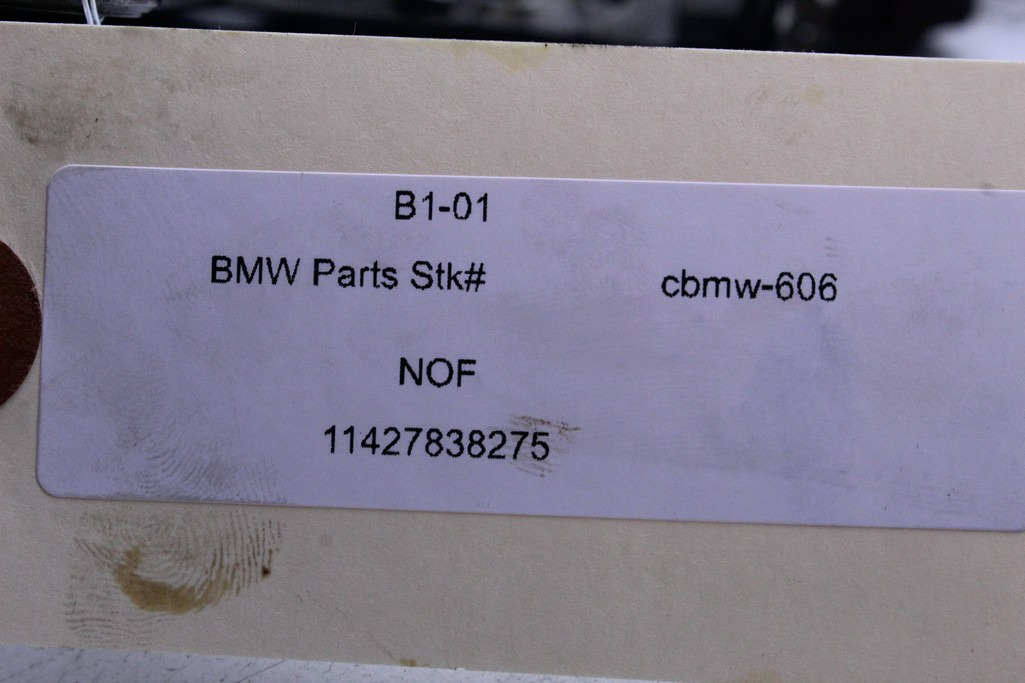 B1-01
BMW Parts Stk# cbmw-606
NOF
11427838275